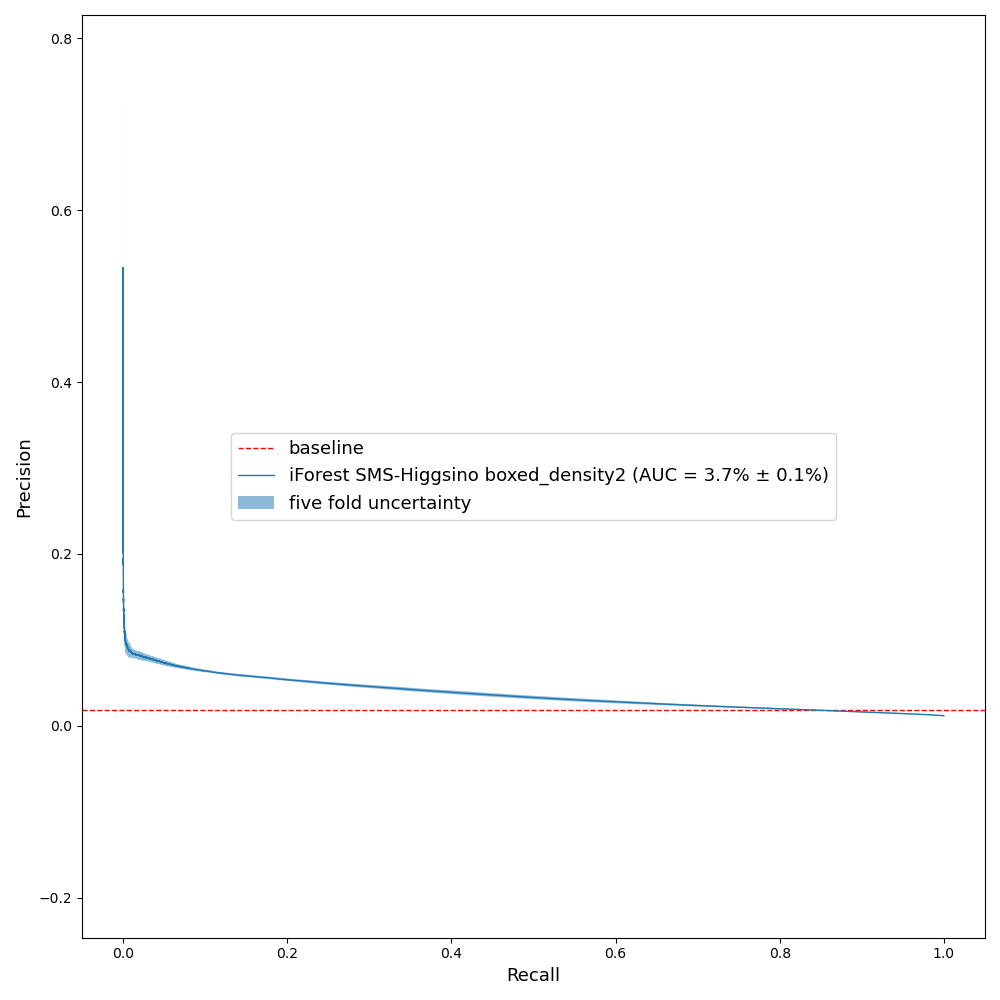 0.8
0.6
0.4
0.2
0.0
−0.2
Precision
baseline
iForest SMS-Higgsino boxed_density2 (AUC = 3.7% ± 0.1%)
five fold uncertainty
0.0 0.2 0.4 0.6 0.8 1.0
Recall